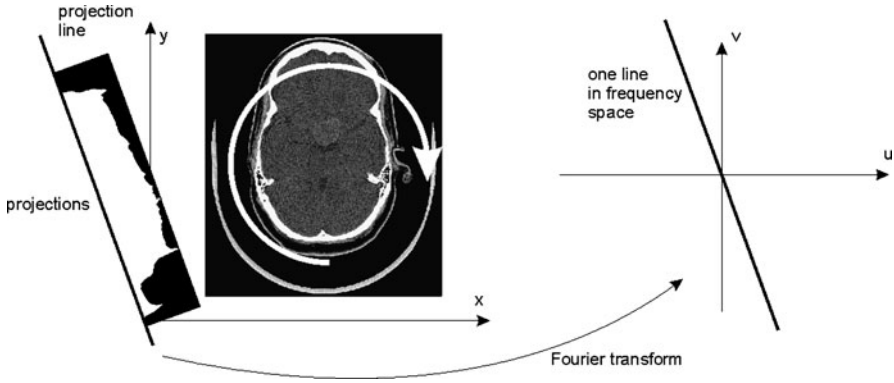 projection
line
y
projections
x
Fourier transform
one line
in frequency
space
v
u